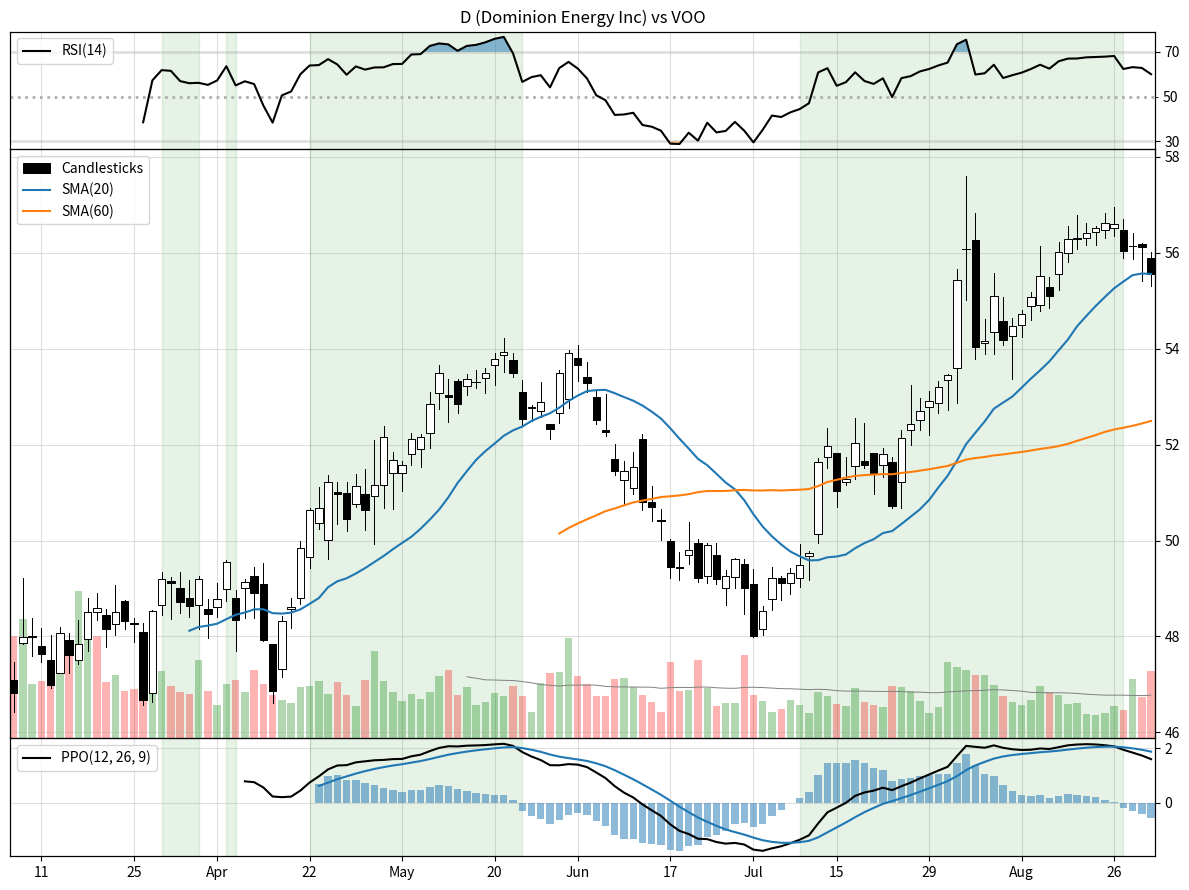 D (Dominion Energy Inc) vs VOO
RSI(14)
70
50
30
Candlesticks
SMA(20)
SMA(60)
58
56
54
52
50
48
46
PPO(12, 26, 9)
2
0
11 25 Apr 22 May 20 Jun 17 Jul 15 29 Aug 26